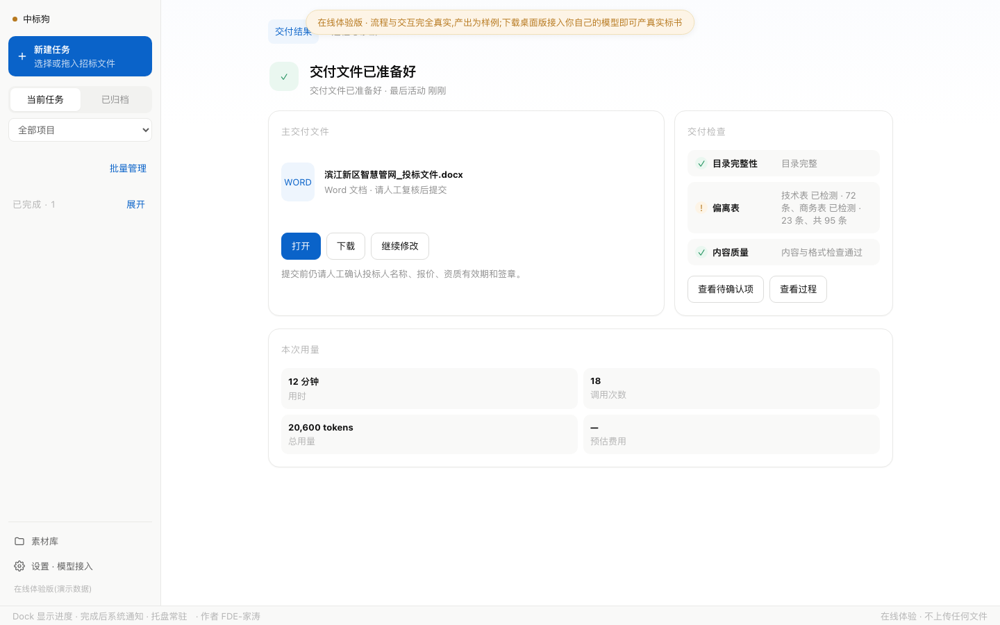 中标狗
新建任务
选择或拖入招标文件
当前任务
已归档
全部项目
批量管理
已完成 · 1
展开
素材库
设置 · 模型接入
在线体验版(演示数据)
在线体验版 · 流程与交互完全真实,产出为样例;下载桌面版接入你自己的模型即可产真实标书
交付结果
交付文件已准备好
交付文件已准备好 · 最后活动 刚刚
主交付文件
WORD
滨江新区智慧管网_投标文件.docx
Word 文档 · 请人工复核后提交
打开
下载
继续修改
提交前仍请人工确认投标人名称、报价、资质有效期和签章。
交付检查
目录完整性
目录完整
偏离表
技术表 已检测 · 72
条、商务表 已检测 ·
23 条、共 95 条
内容质量
内容与格式检查通过
查看待确认项
查看过程
本次用量
12 分钟
用时
18
调用次数
20,600 tokens
总用量
—
预估费用
Dock 显示进度 · 完成后系统通知 · 托盘常驻 · 作者 FDE-家涛
在线体验 · 不上传任何文件